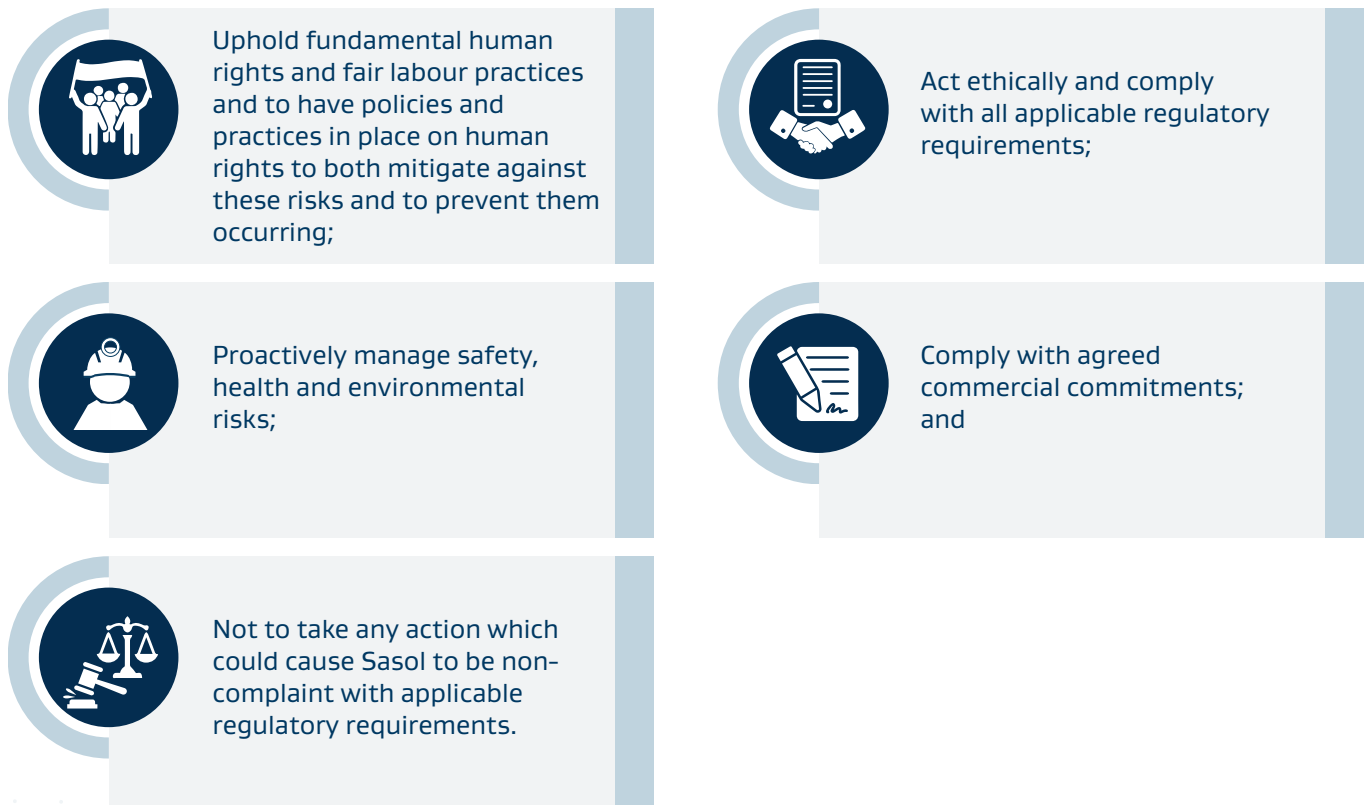 Uphold fundamental human
rights and fair labour practices
and to have policies and
practices in place on human
rights to both mitigate against
these risks and to prevent them
occurring;
Act ethically and comply
with all applicable regulatory
requirements;
Proactively manage safety,
health and environmental
risks;
Comply with agreed
commercial commitments;
and
Not to take any action which
could cause Sasol to be non-
complaint with applicable
regulatory requirements.